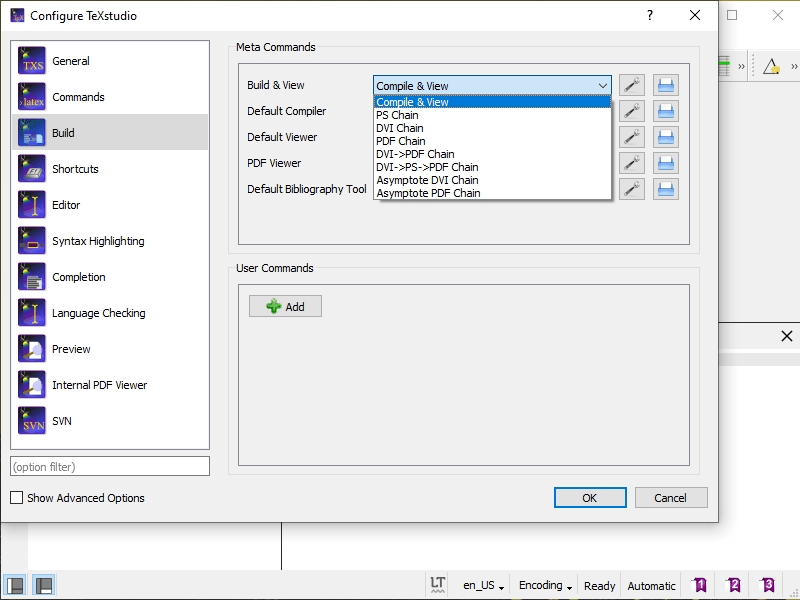 Configure TeXstudio
?
TXS General
latex Commands
Build
Shortcuts
Editor
Syntax Highlighting
Completion
Language Checking
Preview
Internal PDF Viewer
SVN SVN
(option filter)
Show Advanced Options
Meta Commands
Build & View Compile & View
Default Compiler
Default Viewer
PDF Viewer
Default Bibliography Tool
Compile & View
PS Chain
DVI Chain
PDF Chain
DVI->PDF Chain
DVI->PS->PDF Chain
Asymptote DVI Chain
Asymptote PDF Chain
User Commands
Add
OK Cancel
» »
LT en_US Encoding Ready Automatic 1 2 3